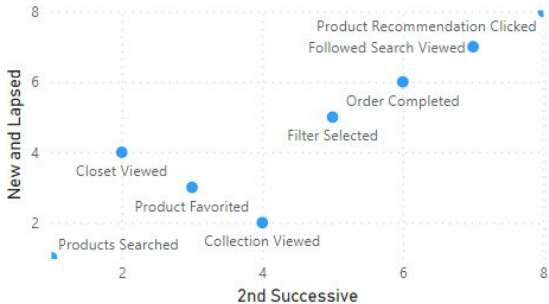 8
Product Recommendation Clicked
Followed Search Viewed
6
Order Completed
Filter Selected
4
Closet Viewed
Product Favorited
2
Collection Viewed
Products Searched
2 4 6 8
2nd Successive
New and Lapsed